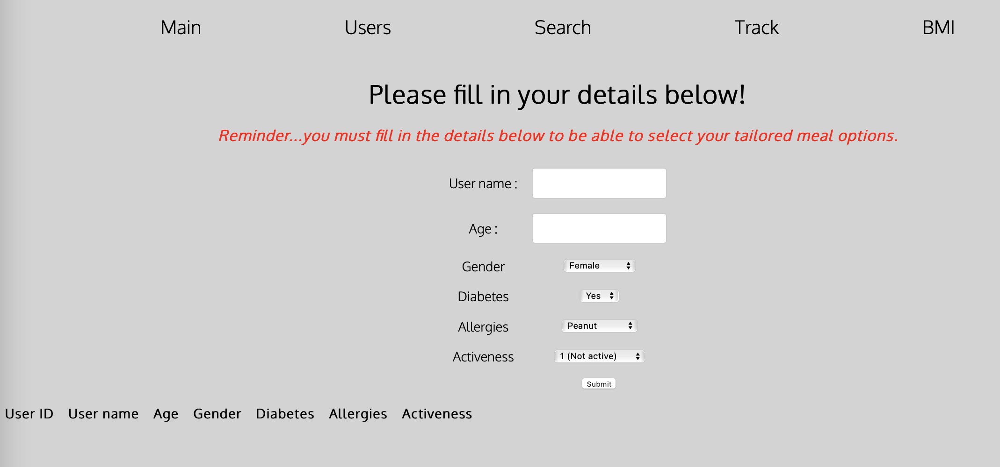 Main Users Search Track BMI
Please fill in your details below!
Reminder...you must fill in the details below to be able to select your tailored meal options.
User name :
Age :
Gender Female
Diabetes Yes
Allergies Peanut
Activeness 1 (Not active)
Submit
User ID User name Age Gender Diabetes Allergies Activeness